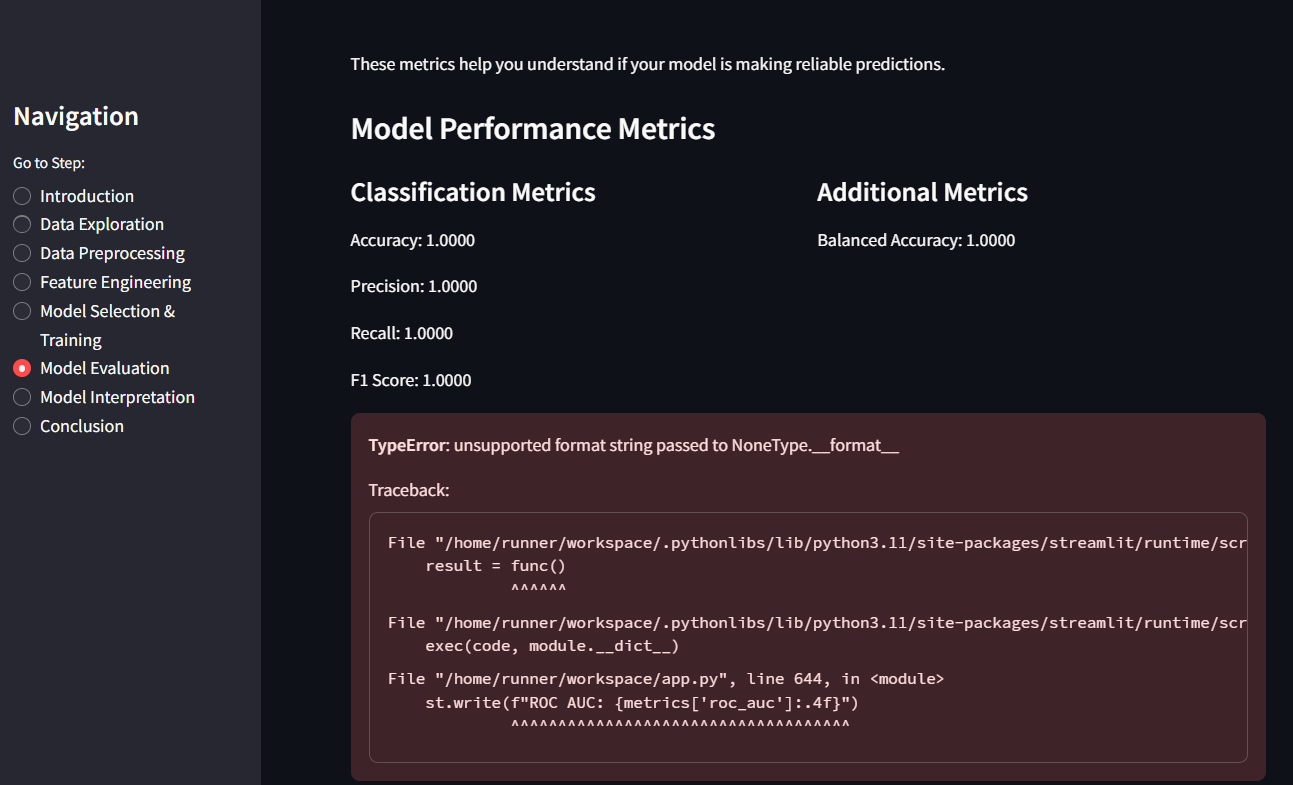 Navigation
Go to Step:
Introduction
Data Exploration
Data Preprocessing
Feature Engineering
Model Selection &
Training
Model Evaluation
Model Interpretation
Conclusion
These metrics help you understand if your model is making reliable predictions.
Model Performance Metrics
Classification Metrics
Accuracy: 1.0000
Precision: 1.0000
Recall: 1.0000
F1 Score: 1.0000
Additional Metrics
Balanced Accuracy: 1.0000
TypeError: unsupported format string passed to NoneType.__format__
Traceback:
File "/home/runner/workspace/.pythonlibs/lib/python3.11/site-packages/streamlit/runtime/scr
result = func()
^^^^^^
File "/home/runner/workspace/.pythonlibs/lib/python3.11/site-packages/streamlit/runtime/scr
exec(code, module.__dict__)
File "/home/runner/workspace/app.py", line 644, in <module>
st.write(f"ROC AUC: {metrics['roc_auc']:.4f}")
^^^^^^^^^^^^^^^^^^^^^^^^^^^^^^^^^^^^